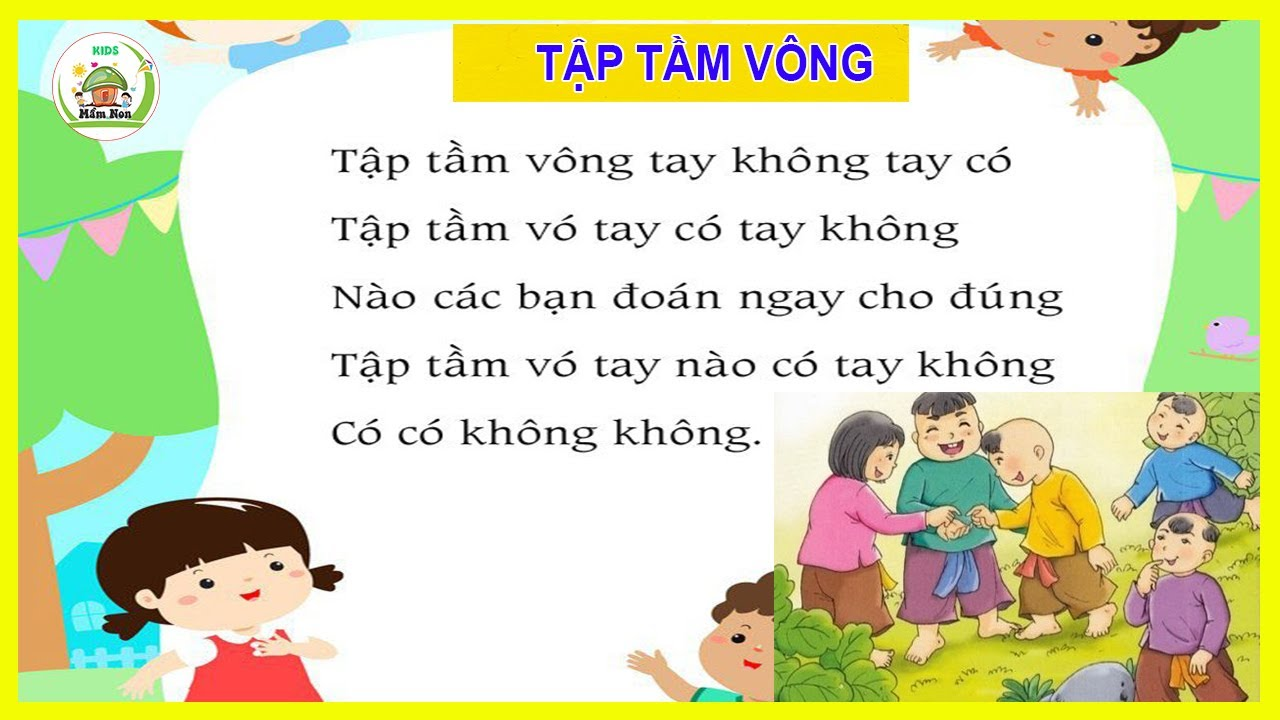 KIDS
Mầm Non
TẬP TẦM VÔNG
Tập tầm vông tay không tay có
Tập tầm vó tay có tay không
Nào các bạn đoán ngay cho đúng
Tập tầm vó tay nào có tay không
Có có không không.